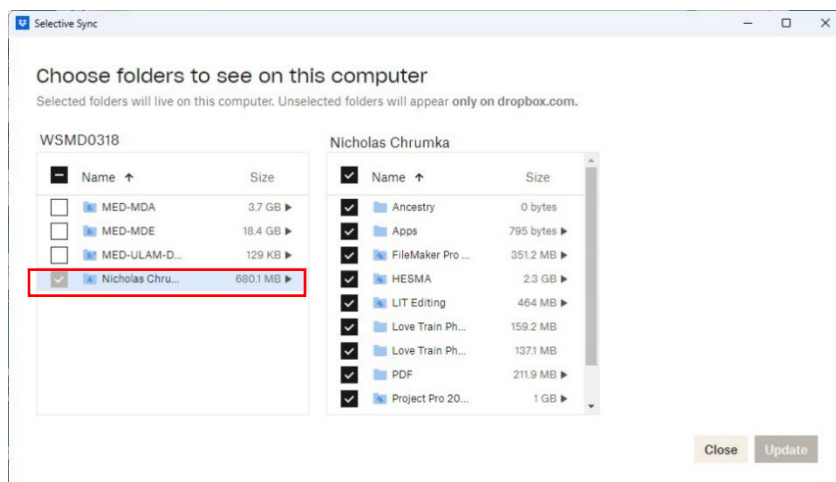 Selective Sync
Choose folders to see on this computer
Selected folders will live on this computer. Unselected folders will appear only on dropbox.com.
WSMD0318
Name ↑ Size
MED-MDA 3.7 GB
MED-MDE 18.4 GB
MED-ULAM-D... 129 KB
Nicholas Chru... 680.1 MB
Nicholas Chrumka
Name ↑ Size
Ancestry 0 bytes
Apps 795 bytes
FileMaker Pro ... 351.2 MB
HESMA 2.3 GB
LIT Editing 464 MB
Love Train Ph... 159.2 MB
Love Train Ph... 137.1 MB
PDF 211.9 MB
Project Pro 20... 1 GB
Close Update